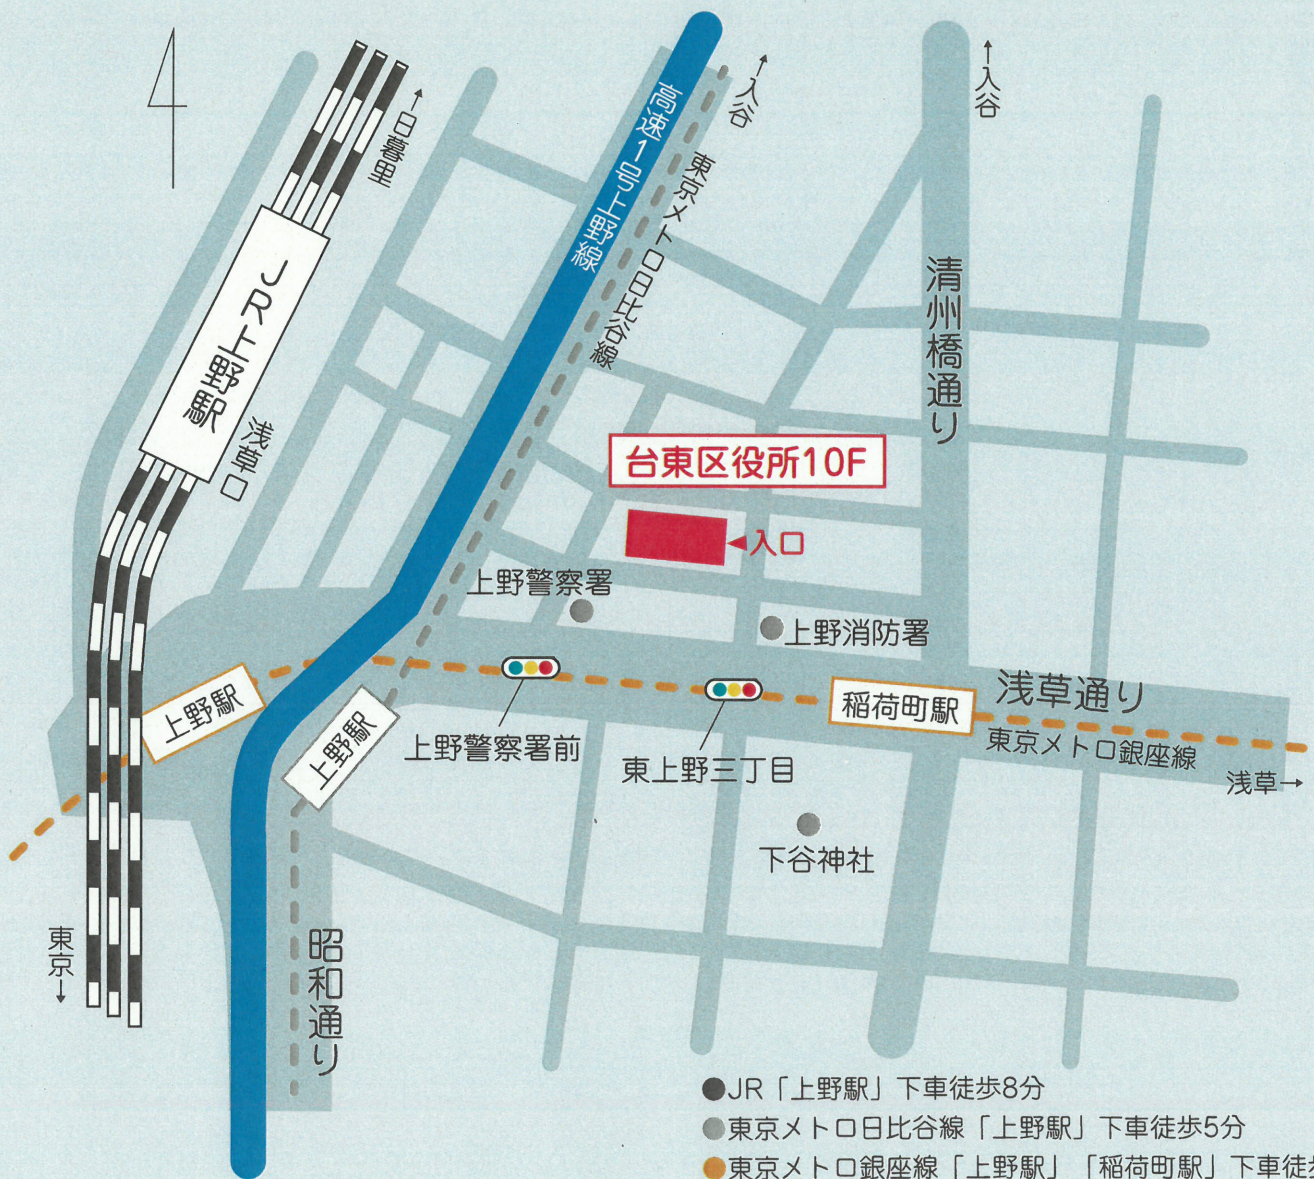 ↑入谷
↑入谷
↑日暮里
高速1号上野線
東京メトロ日比谷線
JR上野駅
浅草口
清州橋通り
台東区役所10F
入口
上野警察署
上野消防署
上野駅
上野駅
上野警察署前
東上野三丁目
稲荷町駅
浅草通り
東京メトロ銀座線
浅草→
下谷神社
東京↓
昭和通り
●JR「上野駅」下車徒歩8分
●東京メトロ日比谷線「上野駅」下車徒歩5分
●東京メトロ銀座線「上野駅」「稲荷町駅」下車徒